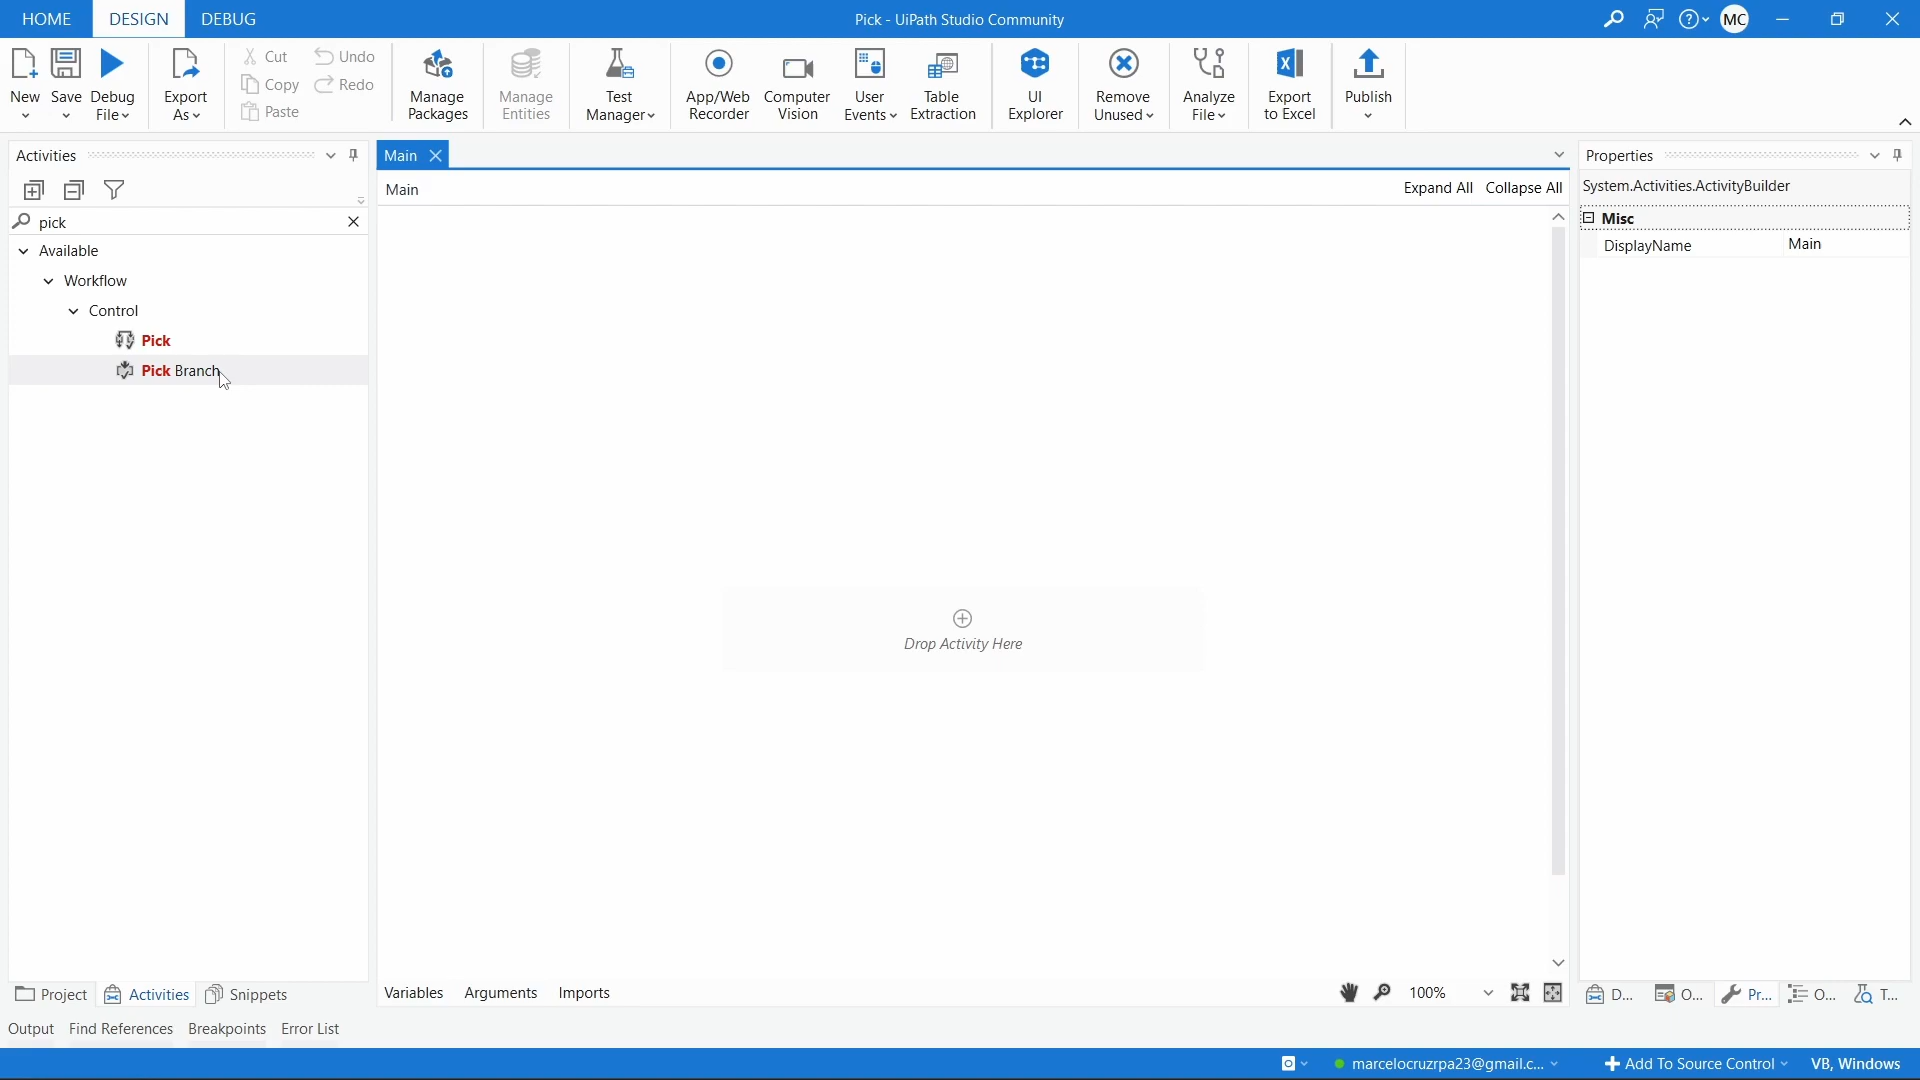 HOME DESIGN DEBUG Pick - UiPath Studio Community MC
New Save Debug File Export As Cut Copy Paste Undo Redo Manage Packages Manage Entities Test Manager App/Web Recorder Computer Vision User Events Table Extraction UI Explorer Remove Unused Analyze File Export to Excel Publish
Activities
pick
Available
Workflow
Control
Pick
Pick Branch
Main
Main Expand All Collapse All
Drop Activity Here
Properties
System.Activities.ActivityBuilder
Misc
DisplayName Main
Project Activities Snippets
Variables Arguments Imports 100%
D... O... Pr... O... T...
Output Find References Breakpoints Error List
marcelocruzrpa23@gmail.c... Add To Source Control VB, Windows